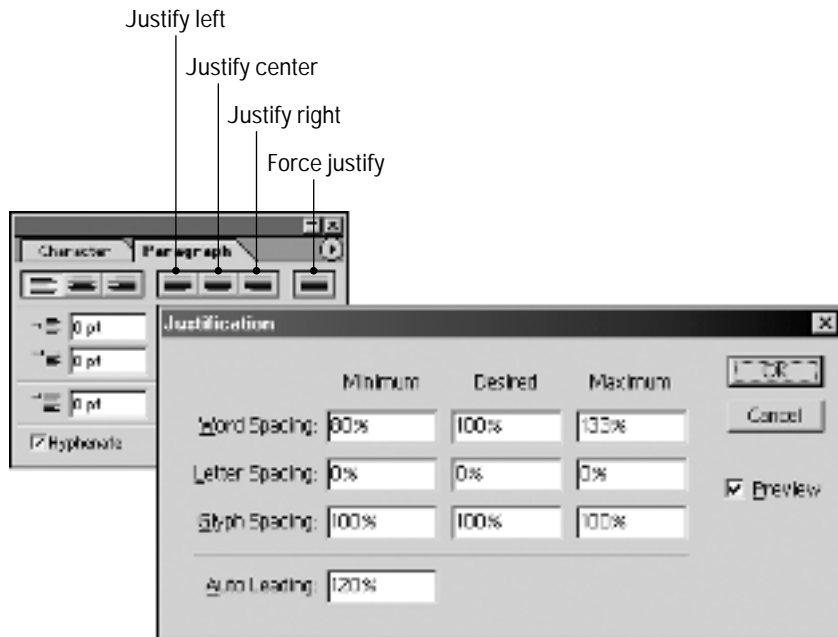 Justify left
Justify center
Justify right
Force justify
Character Paragraph
0 pt
0 pt
0 pt
Hyphenate
Justification
Minimum Desired Maximum
Word Spacing: 80% 100% 133%
Letter Spacing: 0% 0% 0%
Glyph Spacing: 100% 100% 100%
Auto Leading: 120%
OK
Cancel
Preview